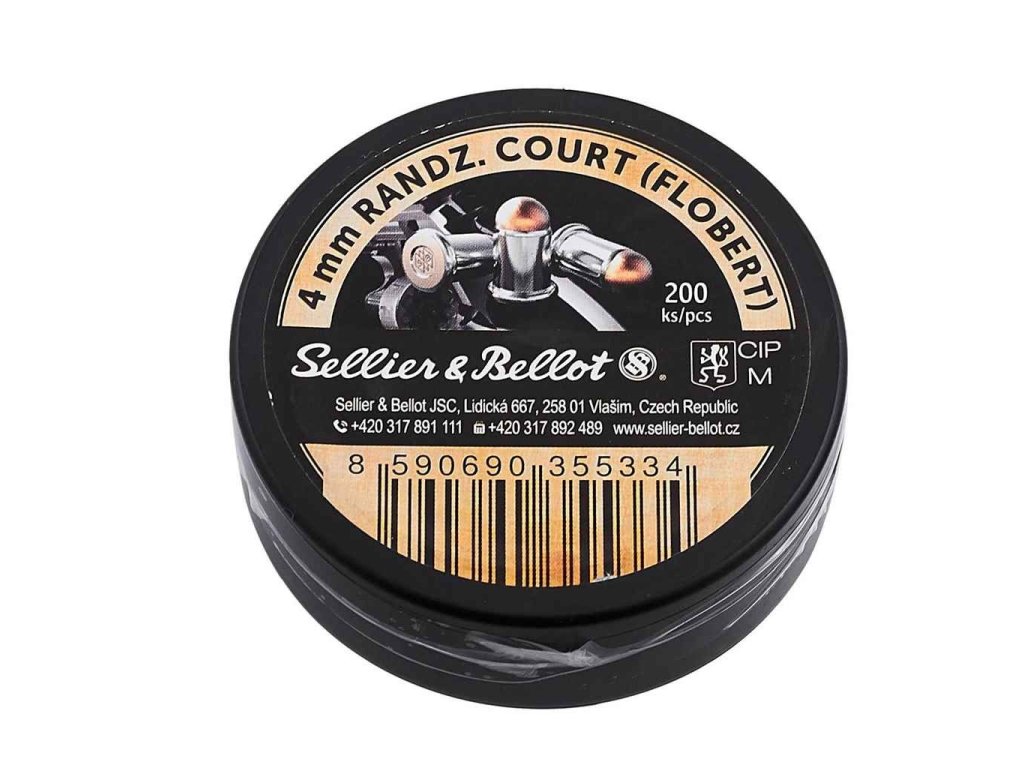 4 mm RANDZ. COURT (FLOBERT)
200
ks/pcs
Sellier & Bellot ®
CIP
M
Sellier & Bellot JSC, Lidická 667, 258 01 Vlašim, Czech Republic
+420 317 891 111 +420 317 892 489 www.sellier-bellot.cz
8 590690 355334